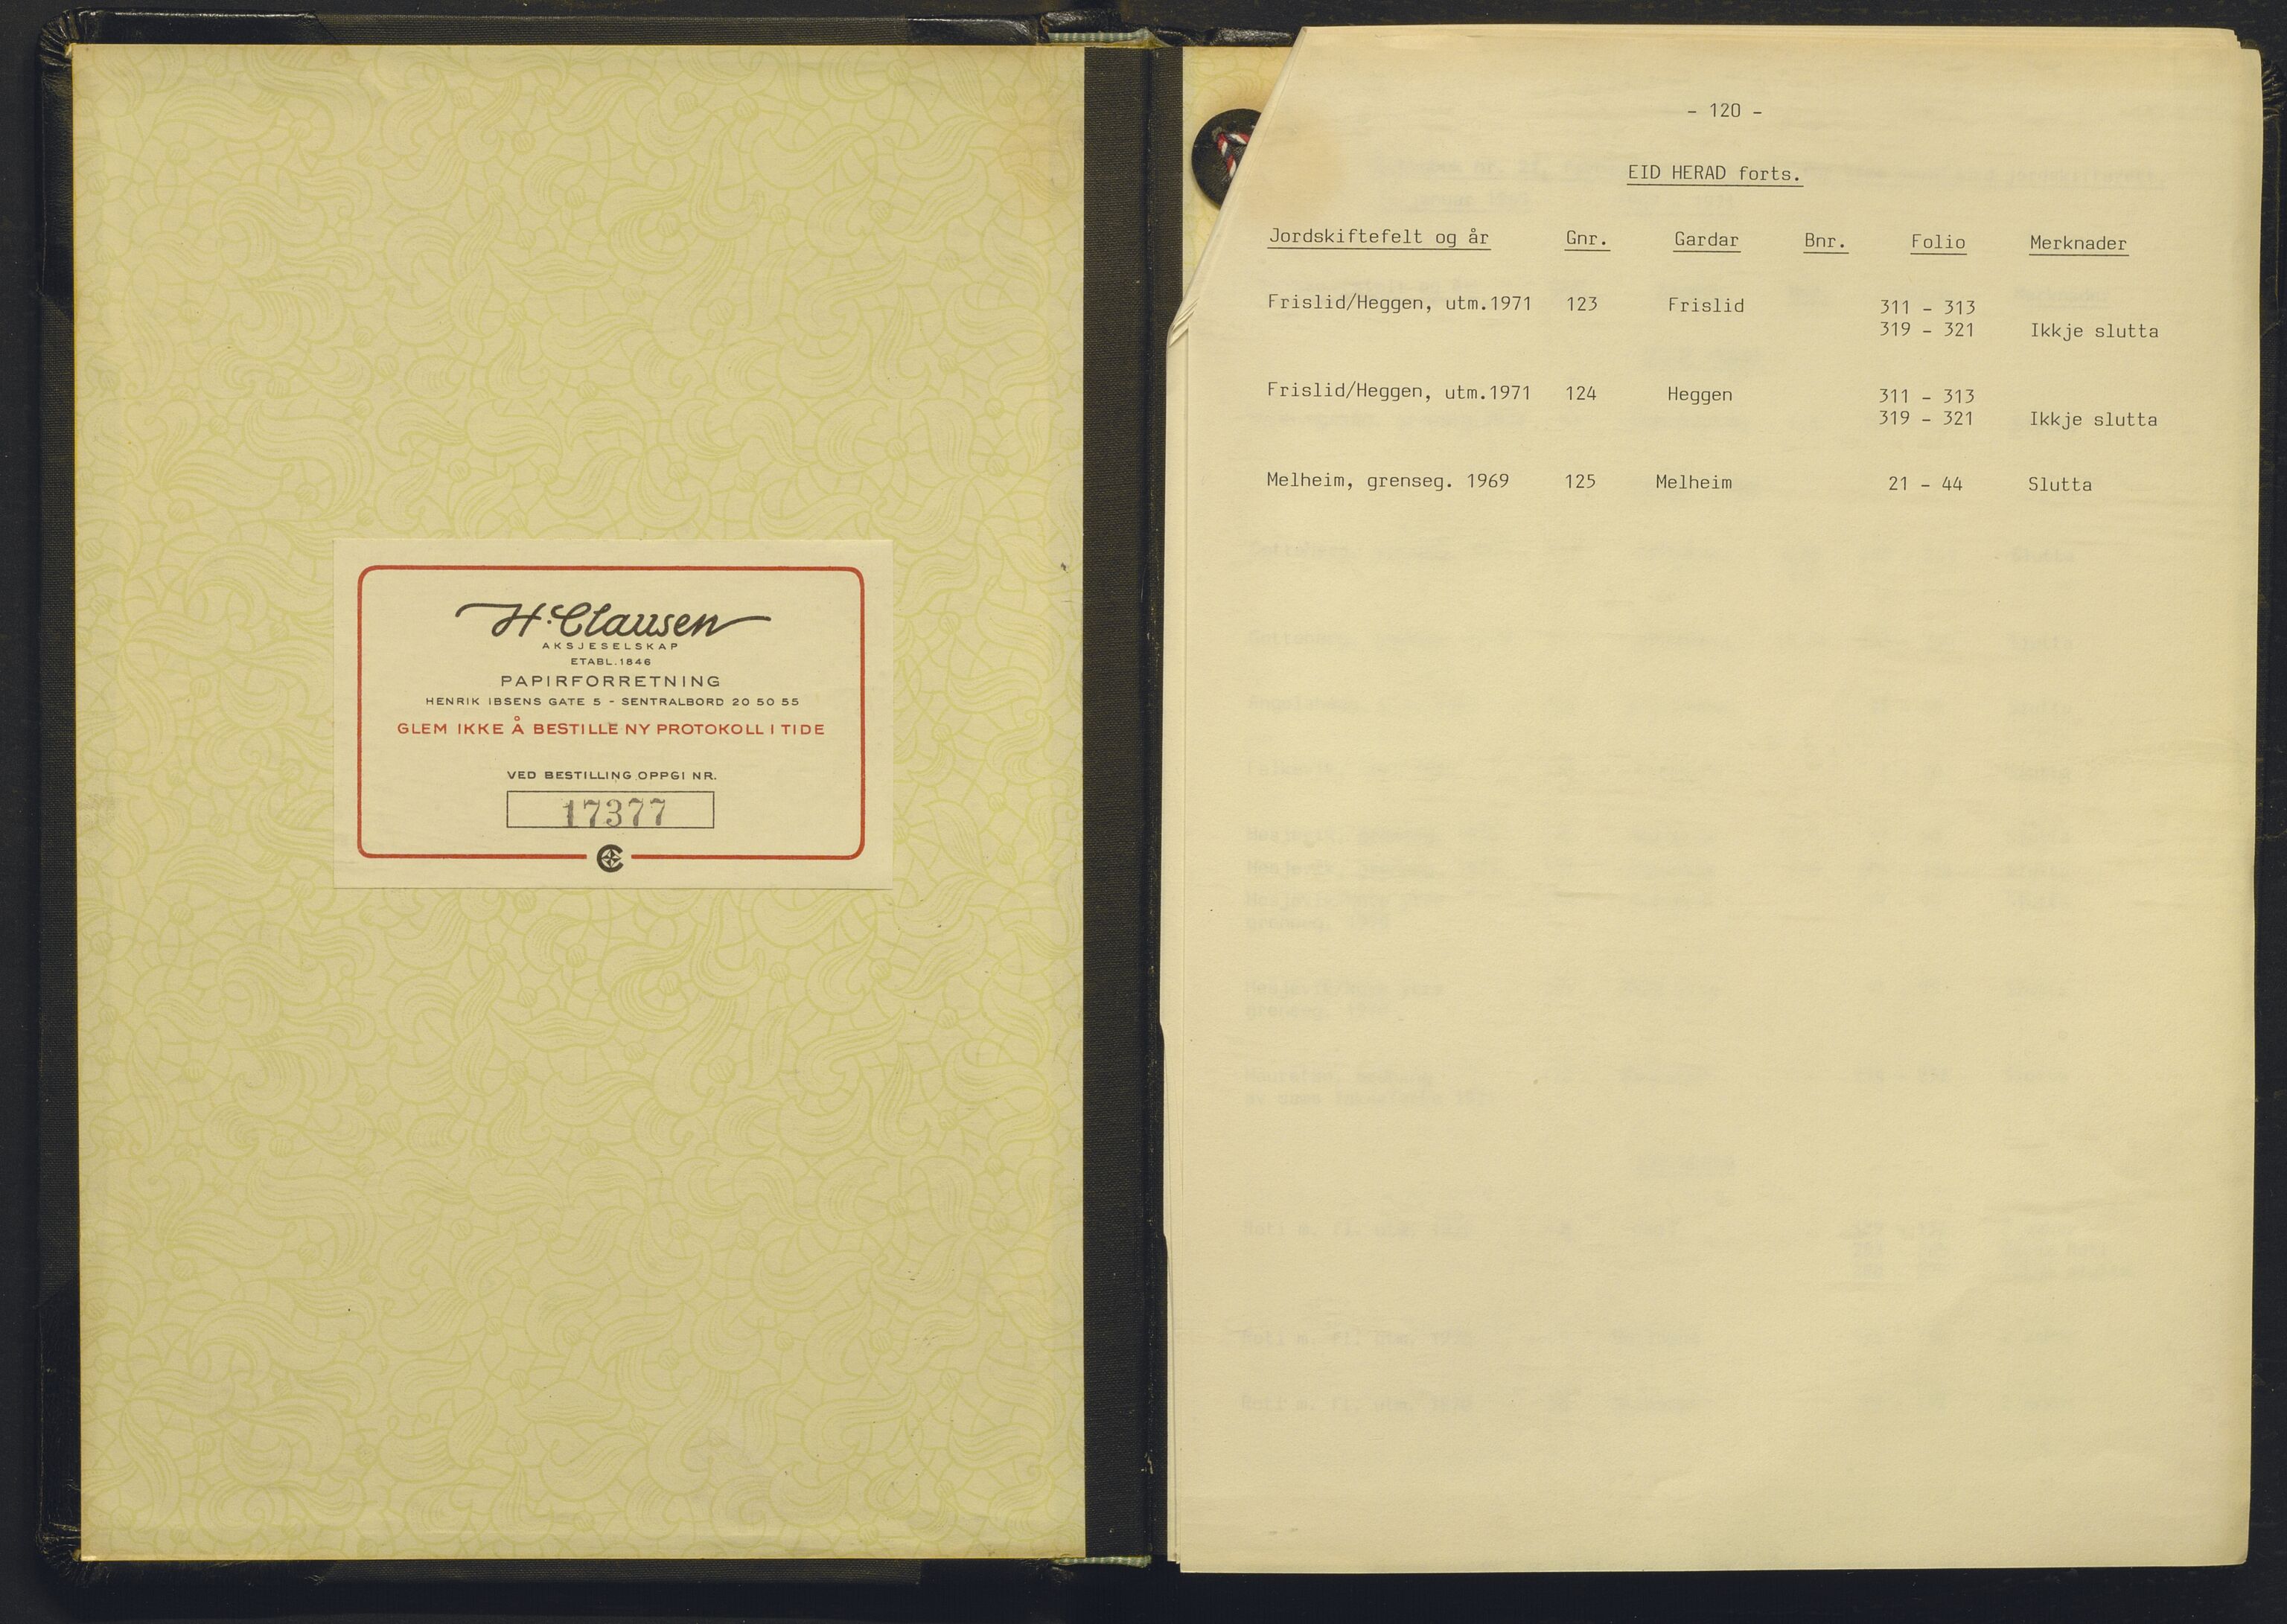 H. Clausen
AKSJESELSKAP
ETABL. 1846
PAPIRFORRETNING
HENRIK IBSENS GATE 5 - SENTRALBORD 20 50 55
GLEM IKKE Å BESTILLE NY PROTOKOLL I TIDE
VED BESTILLING OPPGI NR.
17377
- 120 -
EID HERAD forts.
Jordskiftefelt og år Gnr. Gardar Bnr. Folio Merknader
Frislid/Heggen, utm.1971 123 Frislid 311 - 313
319 - 321 Ikkje slutta
Frislid/Heggen, utm.1971 124 Heggen 311 - 313
319 - 321 Ikkje slutta
Melheim, grenseg. 1969 125 Melheim 21 - 44 Slutta